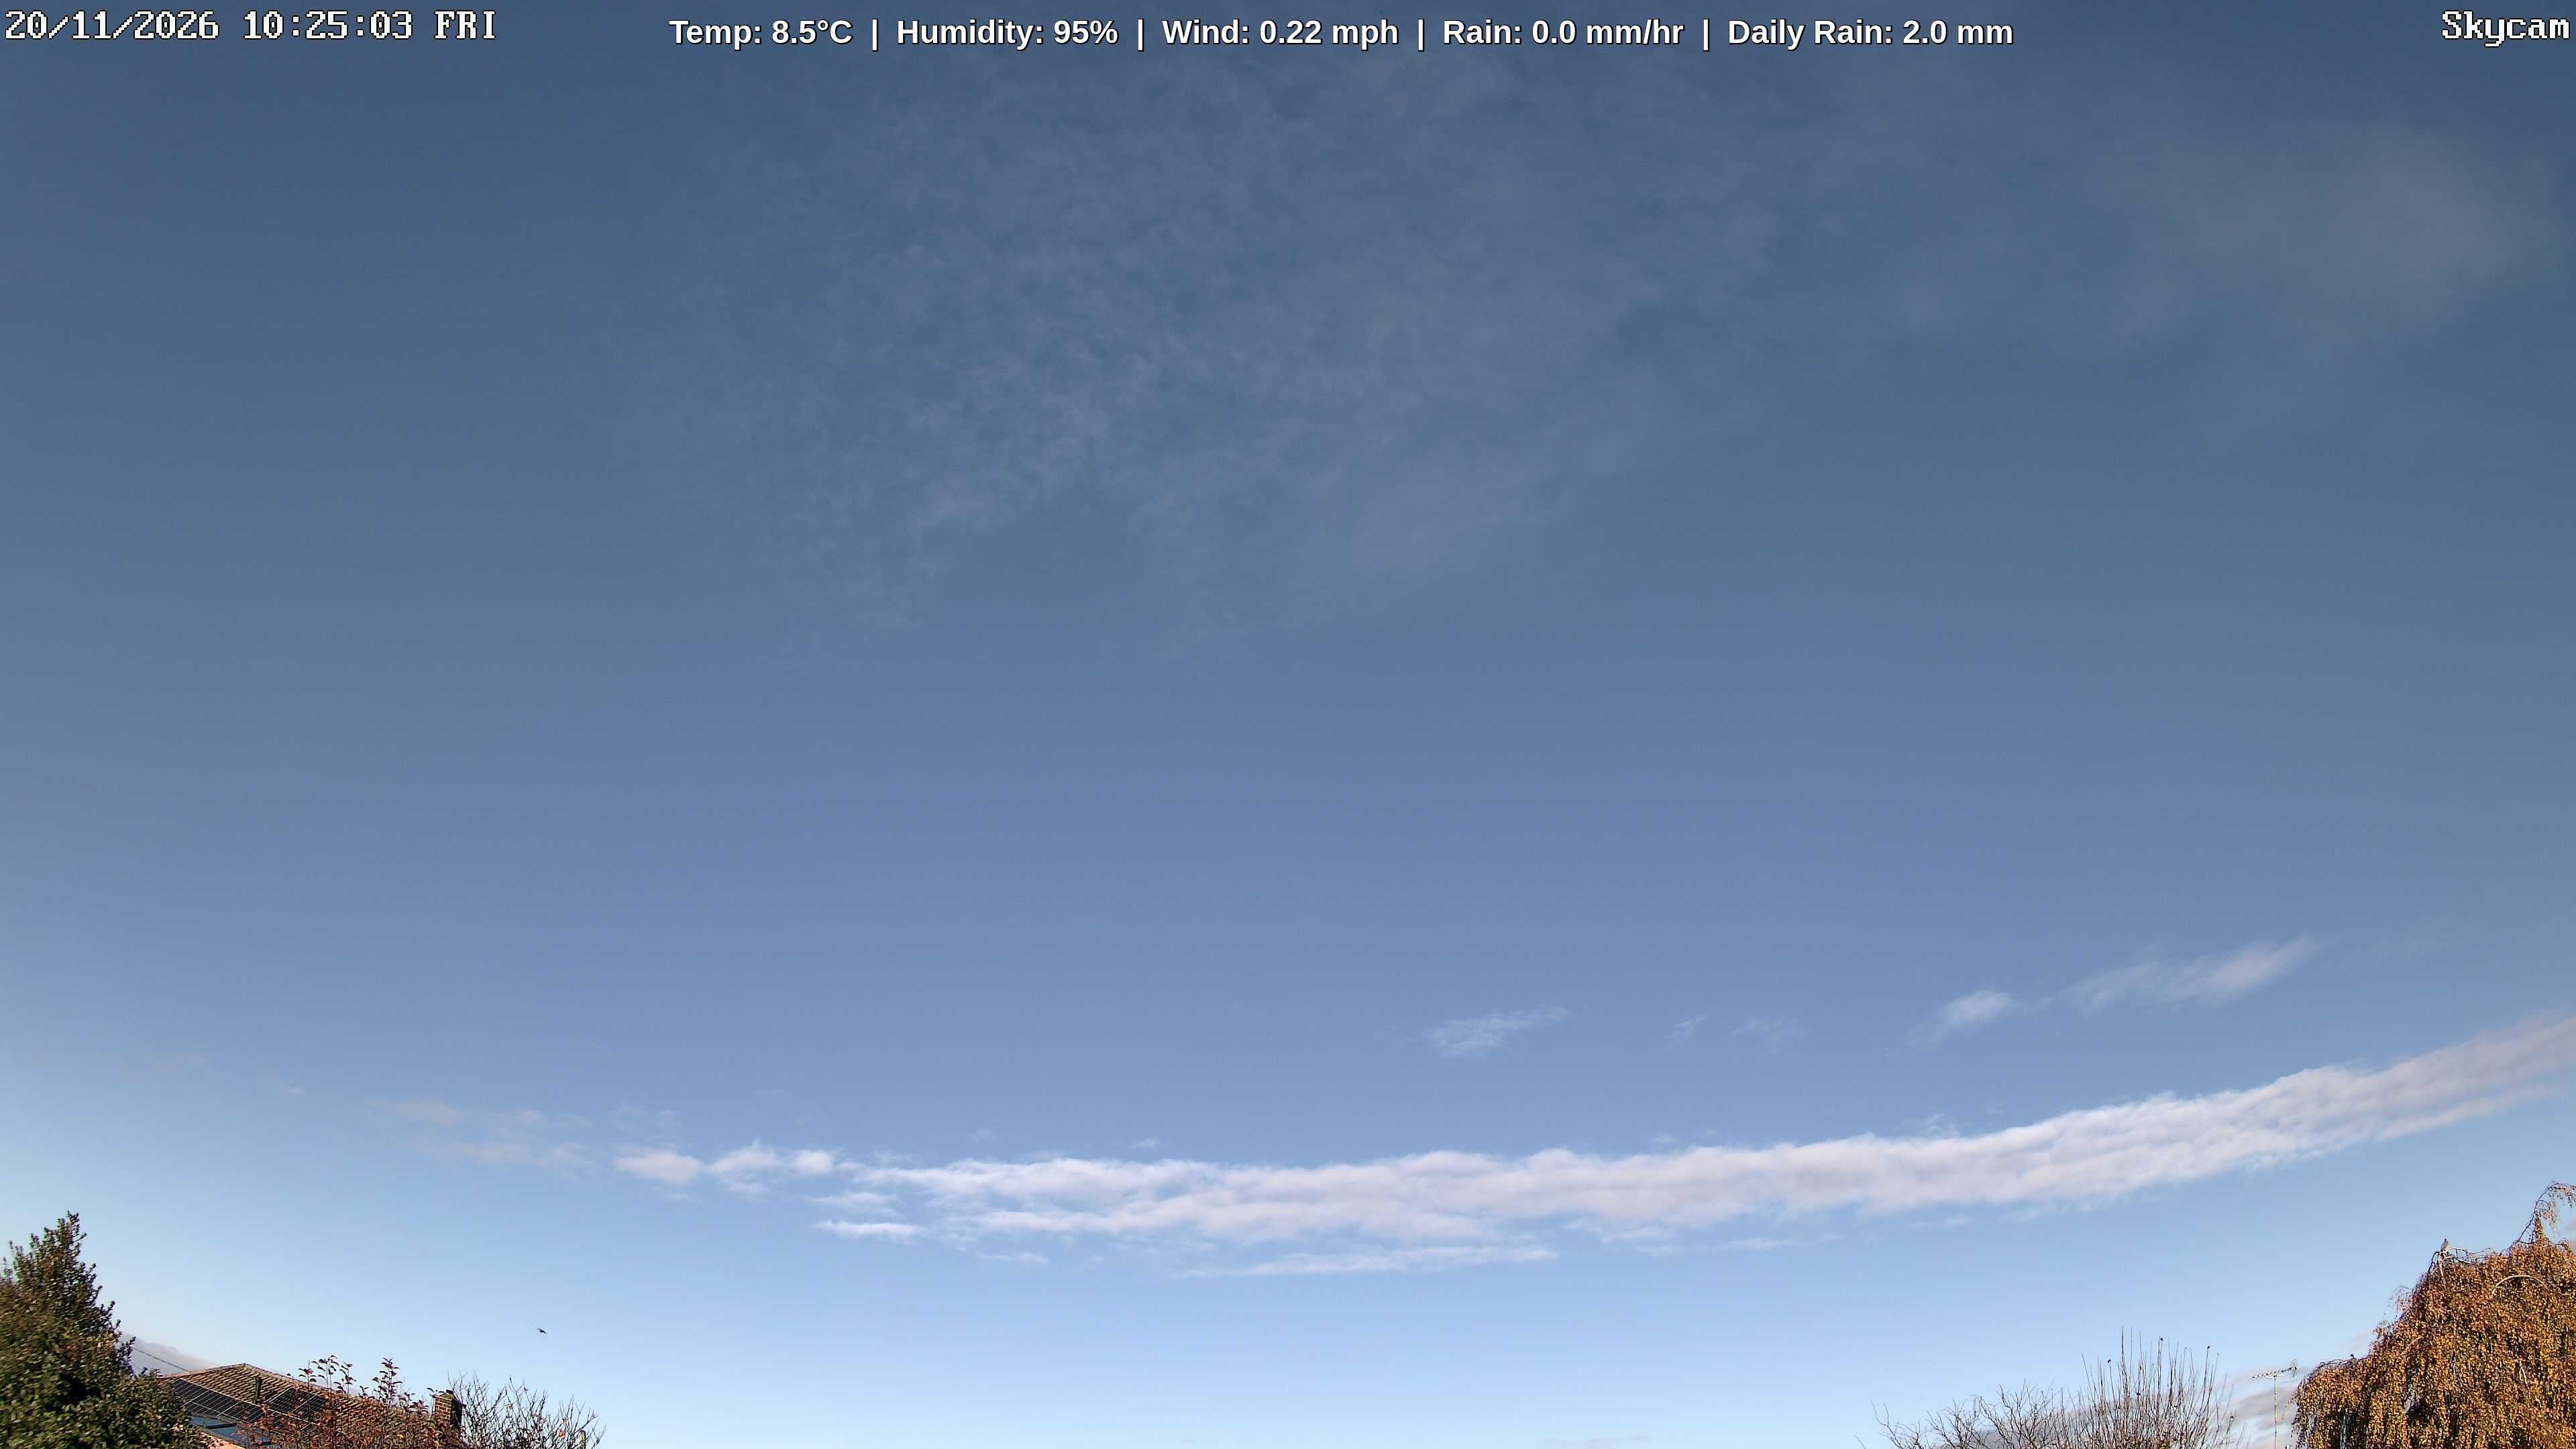 20/11/2026 10:25:03 FRI
Temp: 8.5°C | Humidity: 95% | Wind: 0.22 mph | Rain: 0.0 mm/hr | Daily Rain: 2.0 mm
Skycam